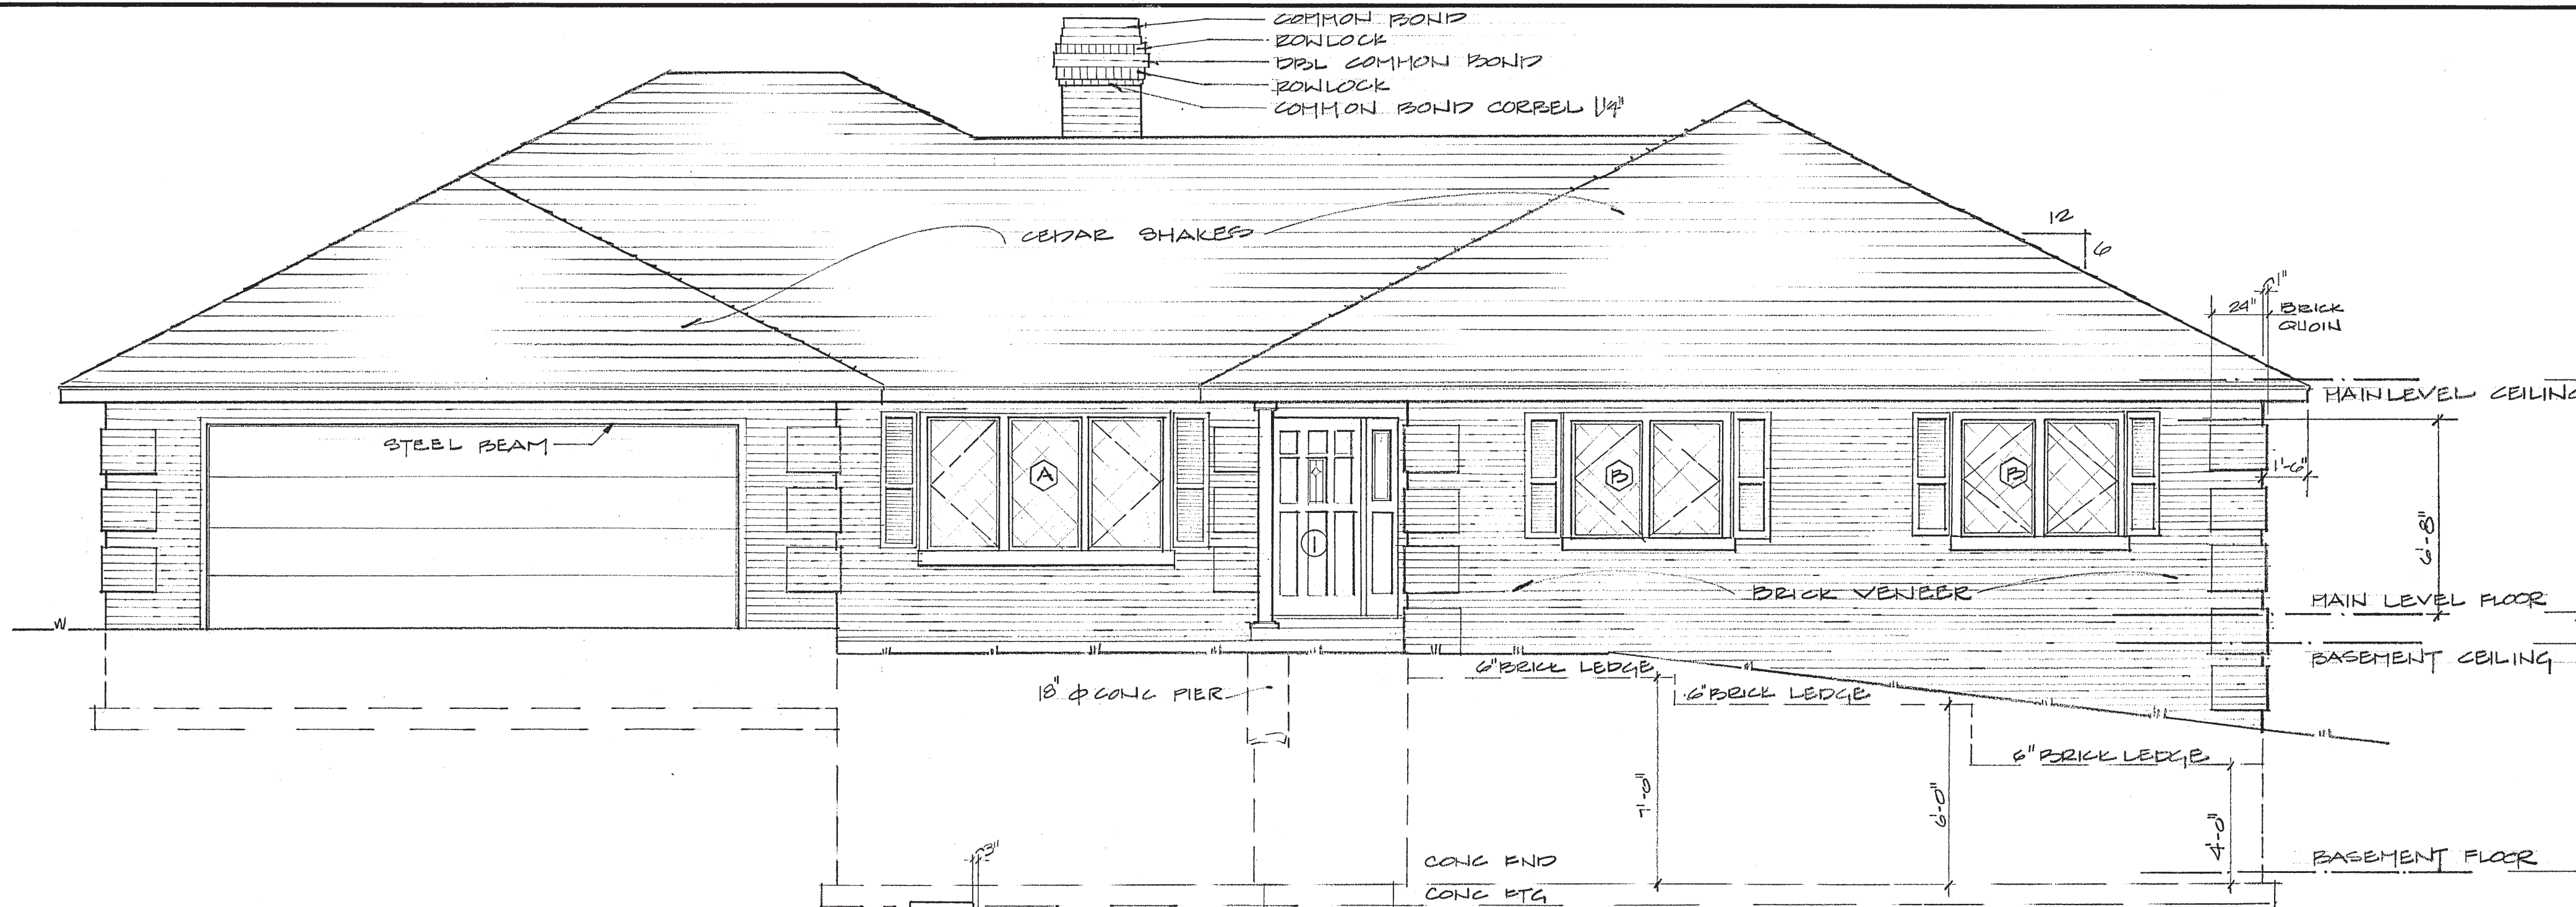 COMMON BOND
ROWLOCK
DBL COMMON BOND
ROWLOCK
COMMON BOND CORBEL 1 1/4"
CEDAR SHAKES
12
6
1"
24" BRICK
QUOIN
MAIN LEVEL CEILING
STEEL BEAM
A
B
B
1'-6"
1
6'-8"
BRICK VENEER
MAIN LEVEL FLOOR
BASEMENT CEILING
6" BRICK LEDGE
18" ϕ CONC PIER
6" BRICK LEDGE
6" BRICK LEDGE
7'-0"
6'-0"
4'-0"
3"
CONC FND
CONC FTG
BASEMENT FLOOR